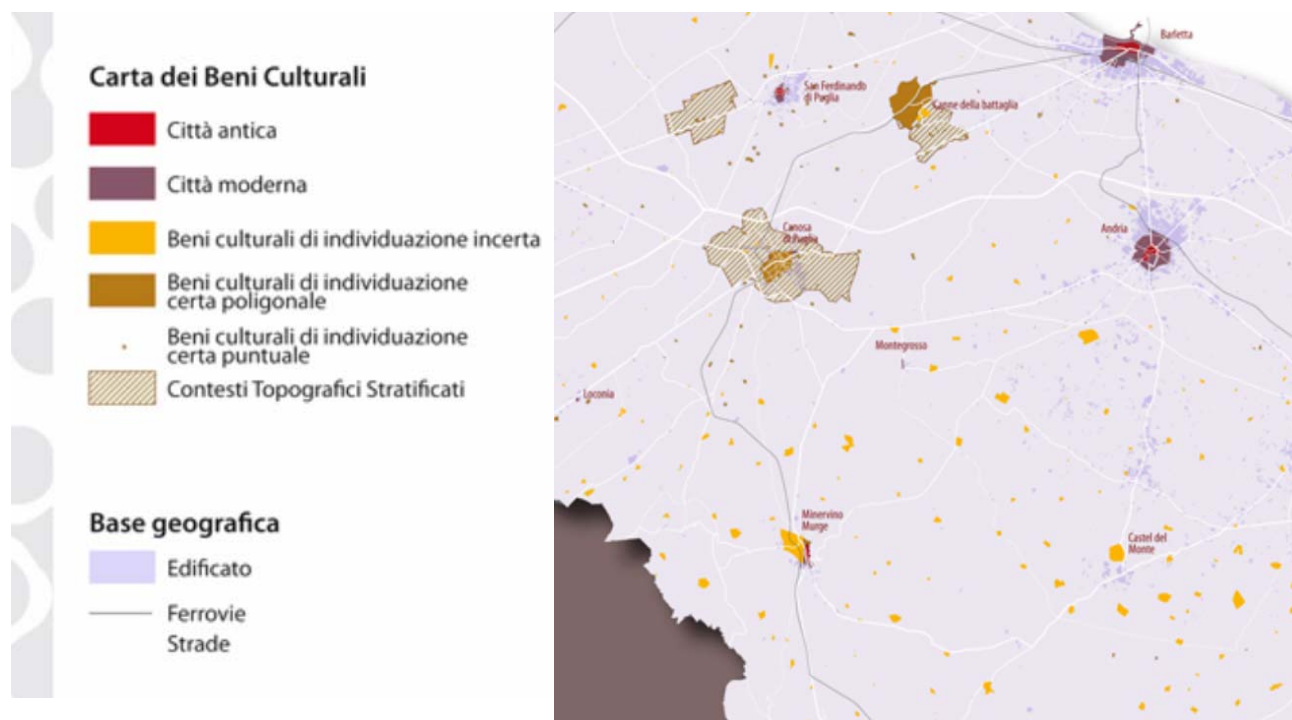 Carta dei Beni Culturali
Città antica
Città moderna
Beni culturali di individuazione incerta
Beni culturali di individuazione
certa poligonale
Beni culturali di individuazione
certa puntuale
Contesti Topografici Stratificati
Base geografica
Edificato
Ferrovie
Strade
Barletta
San Ferdinando
di Puglia
Canne della battaglia
Canosa
di Puglia
Andria
Montegrosso
Loconia
Minervino
Murge
Castel del
Monte